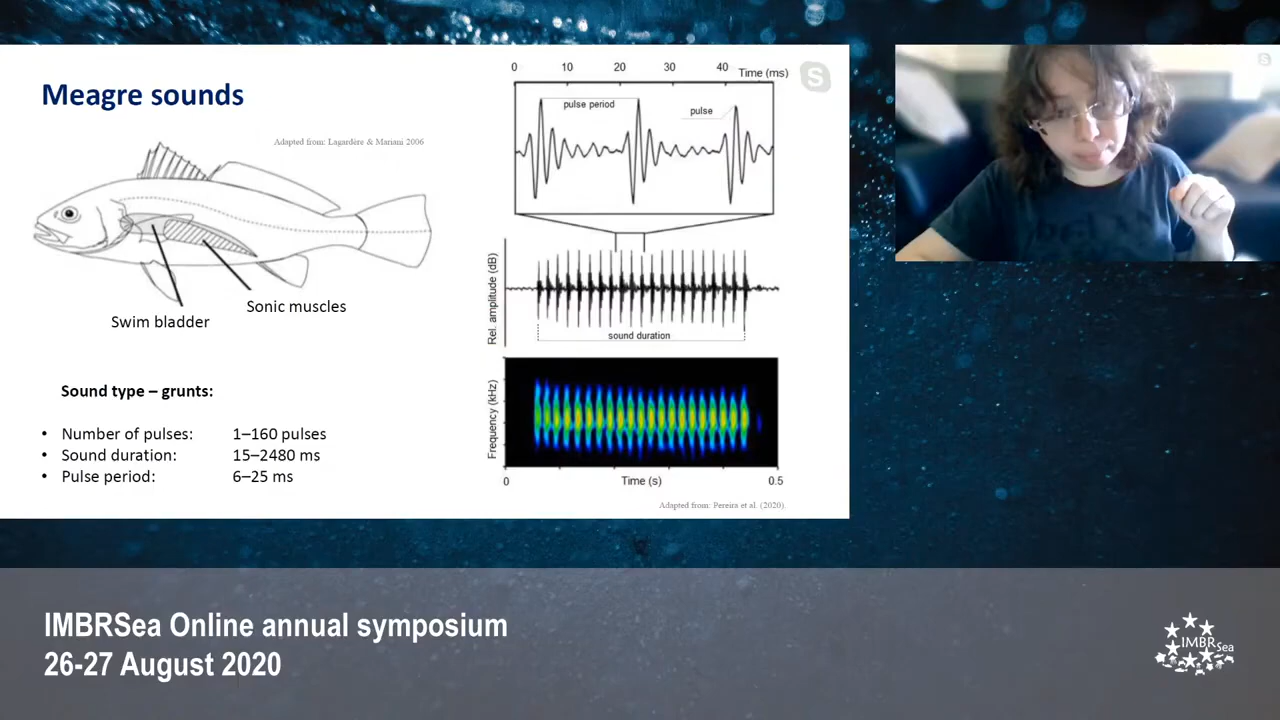 Meagre sounds
Adapted from: Lagardère & Mariani 2006
Swim bladder
Sonic muscles
Sound type – grunts:
• Number of pulses: 1–160 pulses
• Sound duration: 15–2480 ms
• Pulse period: 6–25 ms
0 10 20 30 40 Time (ms)
pulse period
pulse
Rel. amplitude (dB)
sound duration
Frequency (kHz)
0 Time (s) 0.5
Adapted from: Pereira et al. (2020).
S
IMBRSea Online annual symposium
26-27 August 2020
IMBRSea